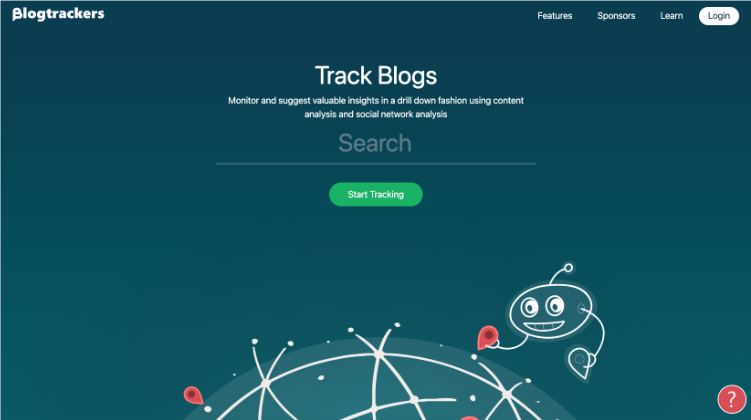 Blogtrackers
Features
Sponsors
Learn
Login
Track Blogs
Monitor and suggest valuable insights in a drill down fashion using content
analysis and social network analysis
Search
Start Tracking
?